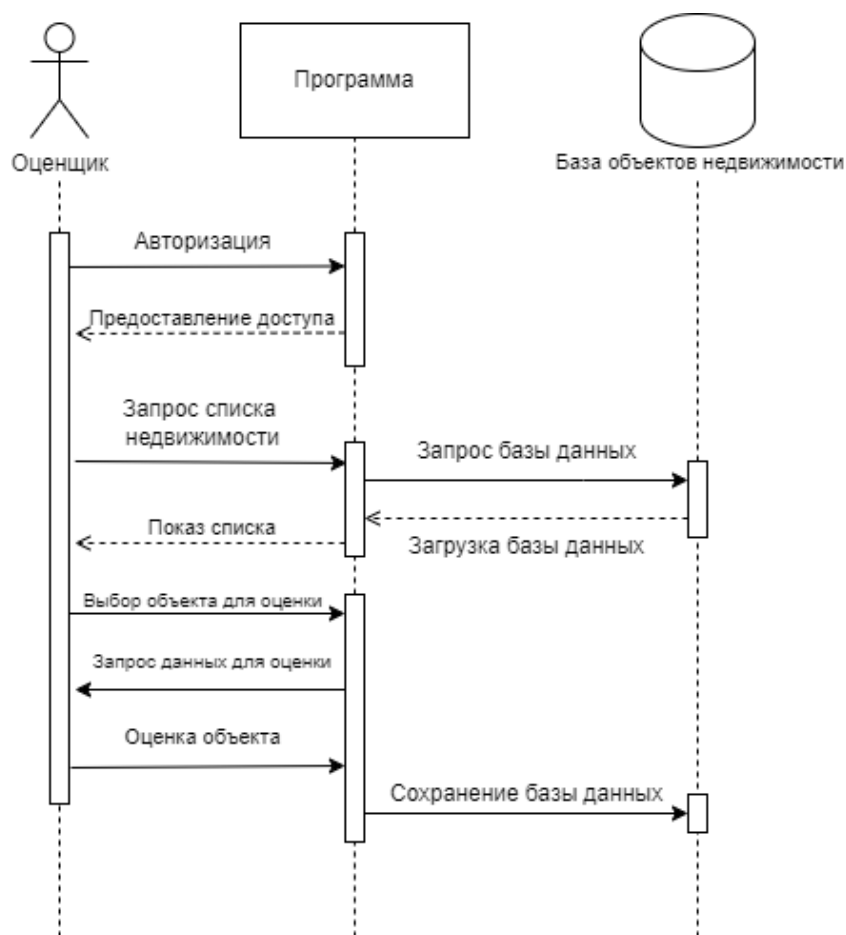 Программа
Оценщик
База объектов недвижимости
Авторизация
Предоставление доступа
Запрос списка
недвижимости
Запрос базы данных
Показ списка
Загрузка базы данных
Выбор объекта для оценки
Запрос данных для оценки
Оценка объекта
Сохранение базы данных